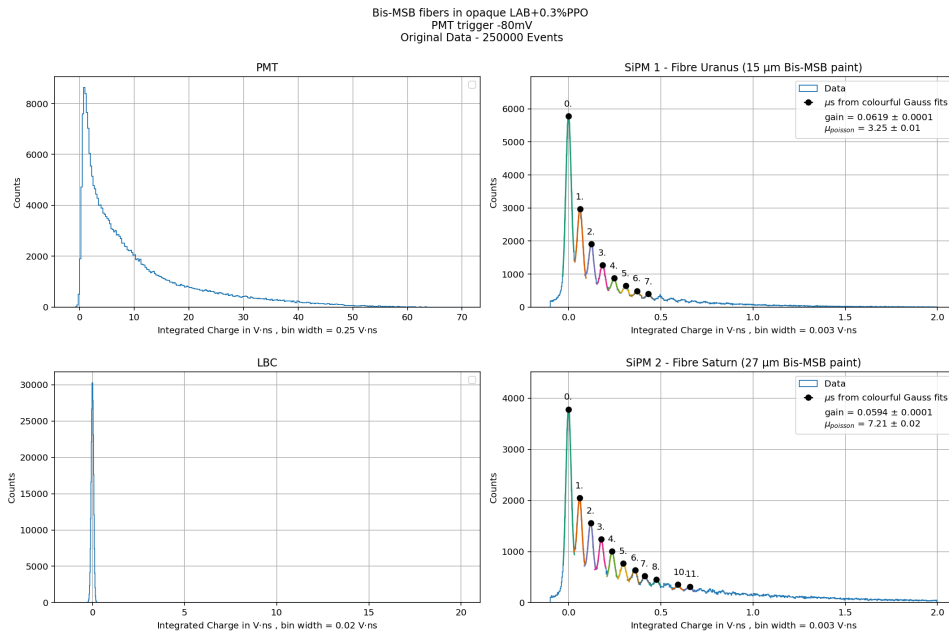 Bis-MSB fibers in opaque LAB+0.3%PPO
PMT trigger -80mV
Original Data - 250000 Events
PMT
8000
6000
4000
2000
0
Counts
0 10 20 30 40 50 60 70
Integrated Charge in V·ns , bin width = 0.25 V·ns
SiPM 1 - Fibre Uranus (15 μm Bis-MSB paint)
Data
μs from colourful Gauss fits
gain = 0.0619 ± 0.0001
μpoisson = 3.25 ± 0.01
6000
5000
4000
3000
2000
1000
0
Counts
0.
1.
2.
3.
4.
5.
6.
7.
0.0 0.5 1.0 1.5 2.0
Integrated Charge in V·ns , bin width = 0.003 V·ns
LBC
30000
25000
20000
15000
10000
5000
0
Counts
0 5 10 15 20
Integrated Charge in V·ns , bin width = 0.02 V·ns
SiPM 2 - Fibre Saturn (27 μm Bis-MSB paint)
Data
μs from colourful Gauss fits
gain = 0.0594 ± 0.0001
μpoisson = 7.21 ± 0.02
4000
3000
2000
1000
0
Counts
0.
1.
2.
3.
4.
5.
6.
7.
8.
10.
11.
0.0 0.5 1.0 1.5 2.0
Integrated Charge in V·ns , bin width = 0.003 V·ns